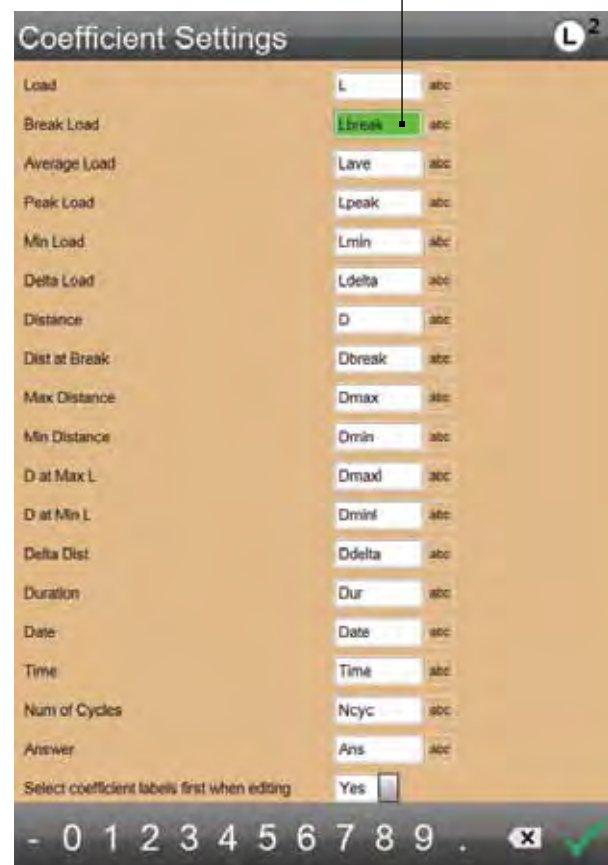 Coefficient Settings L2
Load L abc
Break Load Lbreak abc
Average Load Lave abc
Peak Load Lpeak abc
Min Load Lmin abc
Delta Load Ldelta abc
Distance D abc
Dist at Break Dbreak abc
Max Distance Dmax abc
Min Distance Dmin abc
D at Max L Dmaxl abc
D at Min L Dminl abc
Delta Dist Ddelta abc
Duration Dur abc
Date Date abc
Time Time abc
Num of Cycles Ncyc abc
Answer Ans abc
Select coefficient labels first when editing Yes
- 0 1 2 3 4 5 6 7 8 9 .